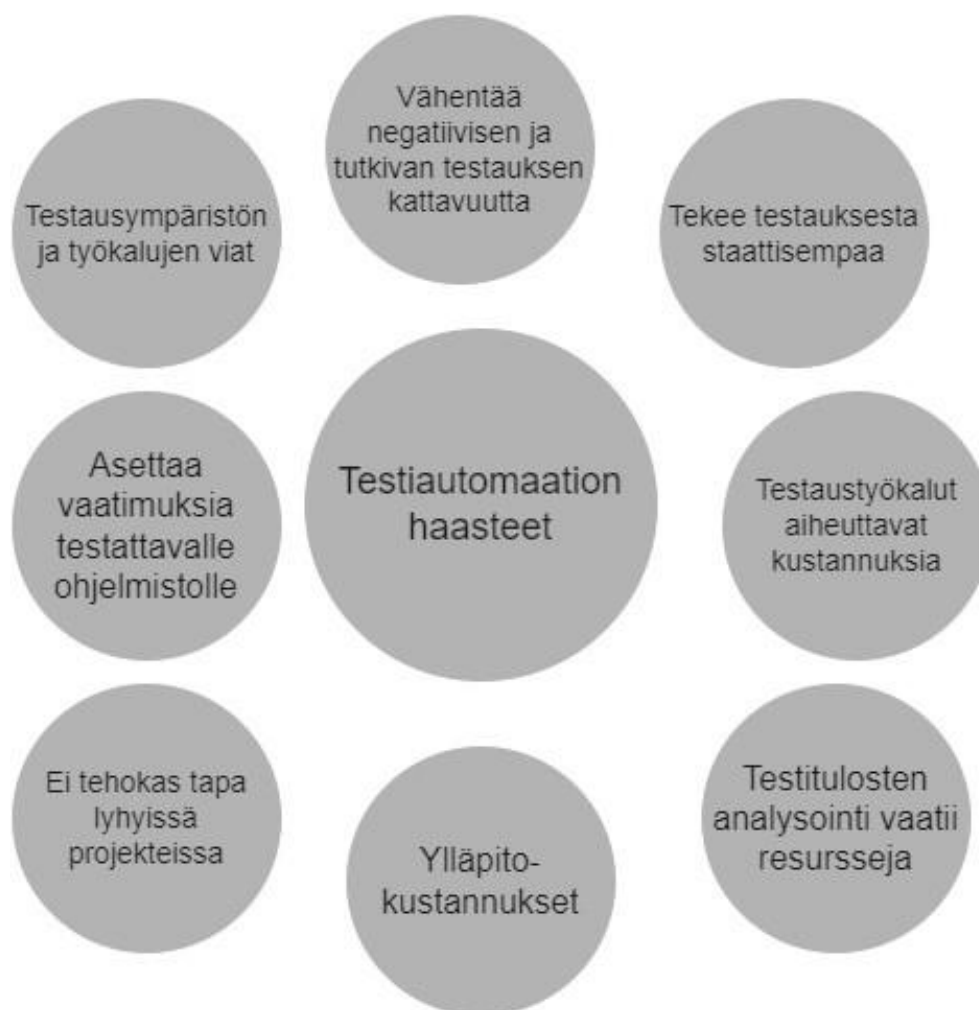 Vähentää
negatiivisen ja
tutkivan testauksen
kattavuutta
Testausympäristön
ja työkalujen viat
Tekee testauksesta
staattisempaa
Testiautomaation
haasteet
Asettaa
vaatimuksia
testattavalle
ohjelmistolle
Testaustyökalut
aiheuttavat
kustannuksia
Ei tehokas tapa
lyhyissä
projekteissa
Ylläpito-
kustannukset
Testitulosten
analysointi vaatii
resursseja